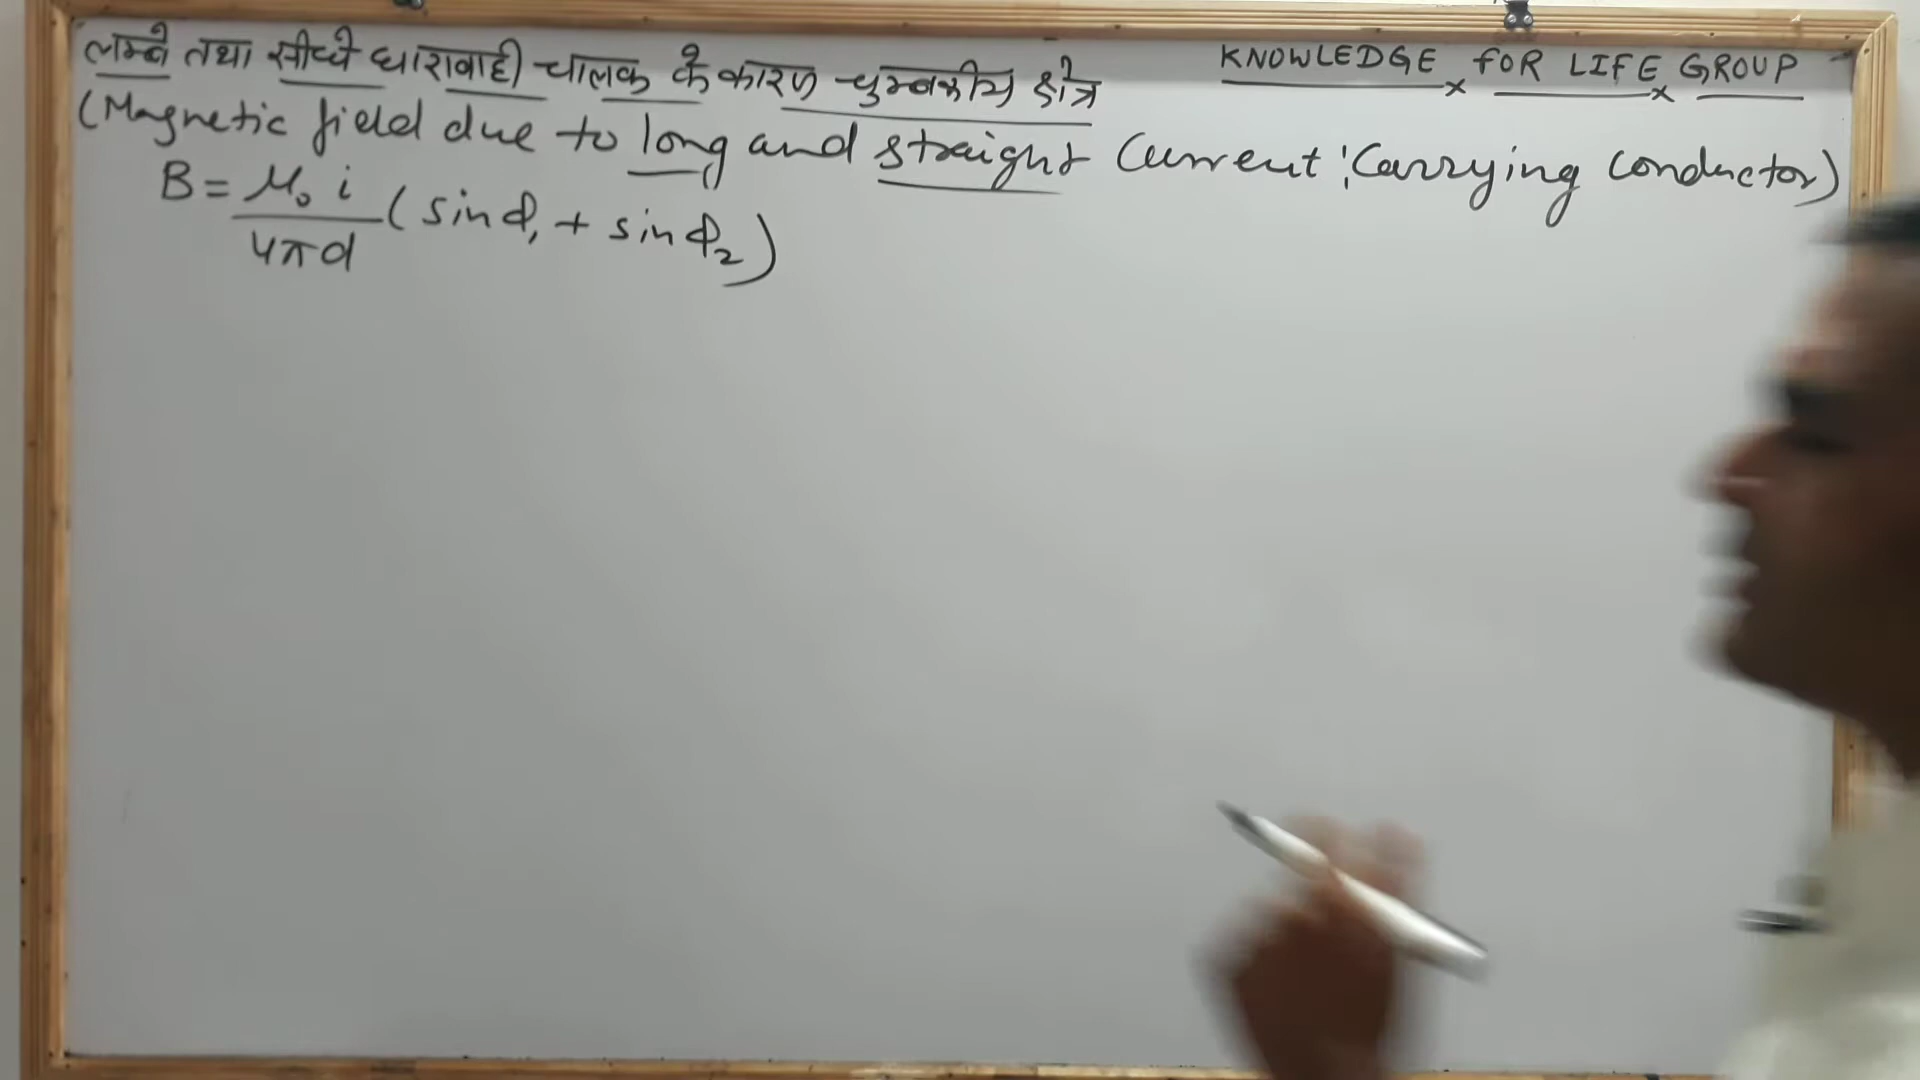 लम्बे तथा सीधे धारावाही चालक के कारण चुम्बकीय क्षेत्र
KNOWLEDGE FOR LIFE GROUP
(Magnetic field due to long and straight Current Carrying conductor)
B = μ₀ i / 4πd (sin Φ₁ + sin Φ₂)